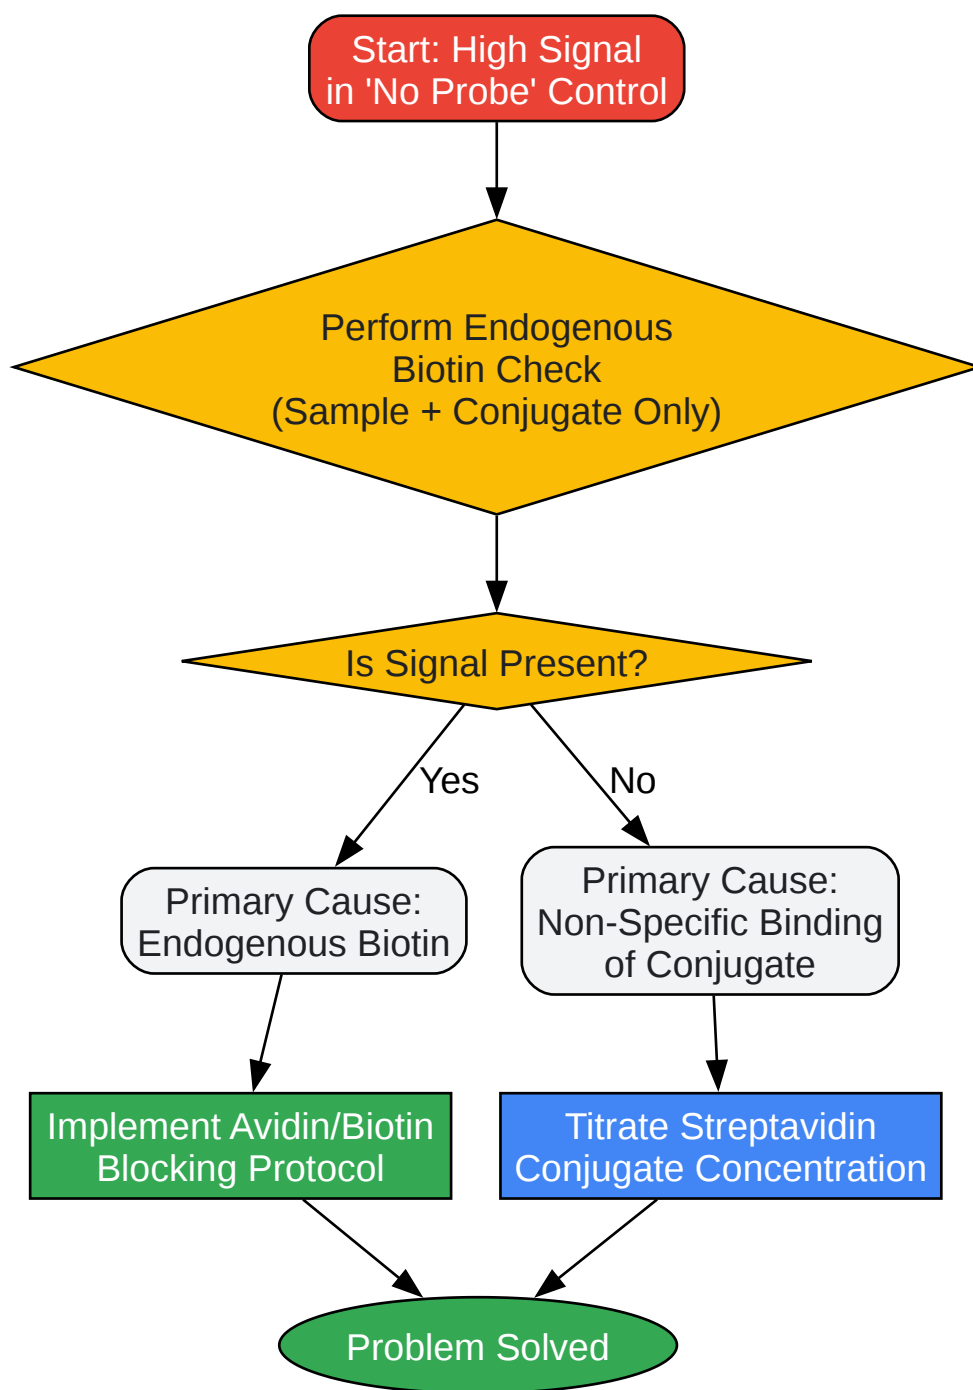 Start: High Signal
in 'No Probe' Control
Perform Endogenous
Biotin Check
(Sample + Conjugate Only)
Is Signal Present?
Yes
No
Primary Cause:
Endogenous Biotin
Primary Cause:
Non-Specific Binding
of Conjugate
Implement Avidin/Biotin
Blocking Protocol
Titrate Streptavidin
Conjugate Concentration
Problem Solved